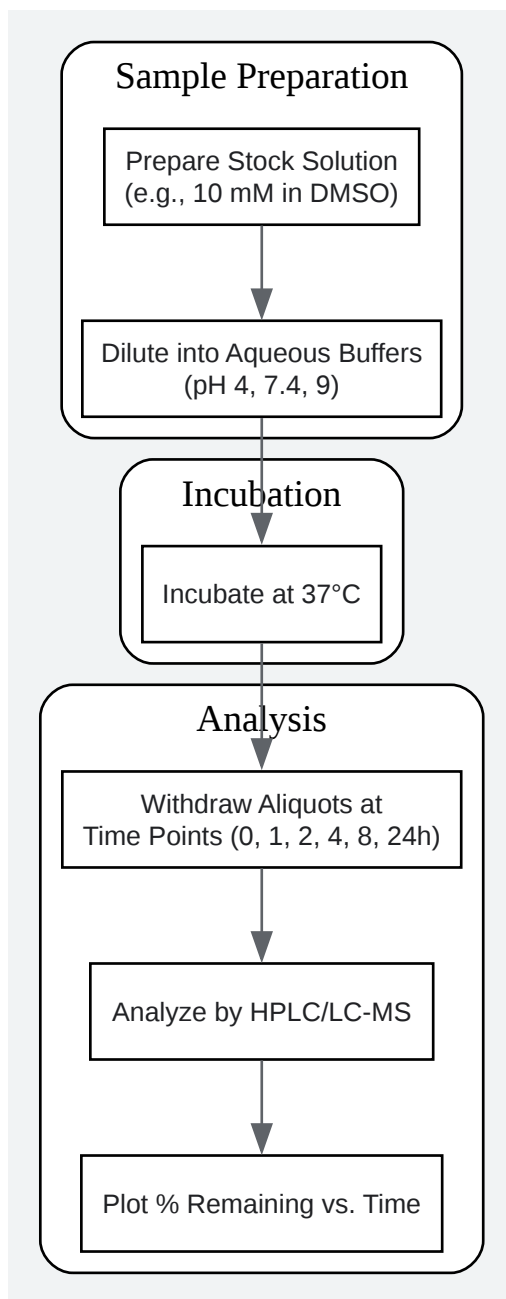 Sample Preparation
Prepare Stock Solution
(e.g., 10 mM in DMSO)
Dilute into Aqueous Buffers
(pH 4, 7.4, 9)
Incubation
Incubate at 37°C
Analysis
Withdraw Aliquots at
Time Points (0, 1, 2, 4, 8, 24h)
Analyze by HPLC/LC-MS
Plot % Remaining vs. Time